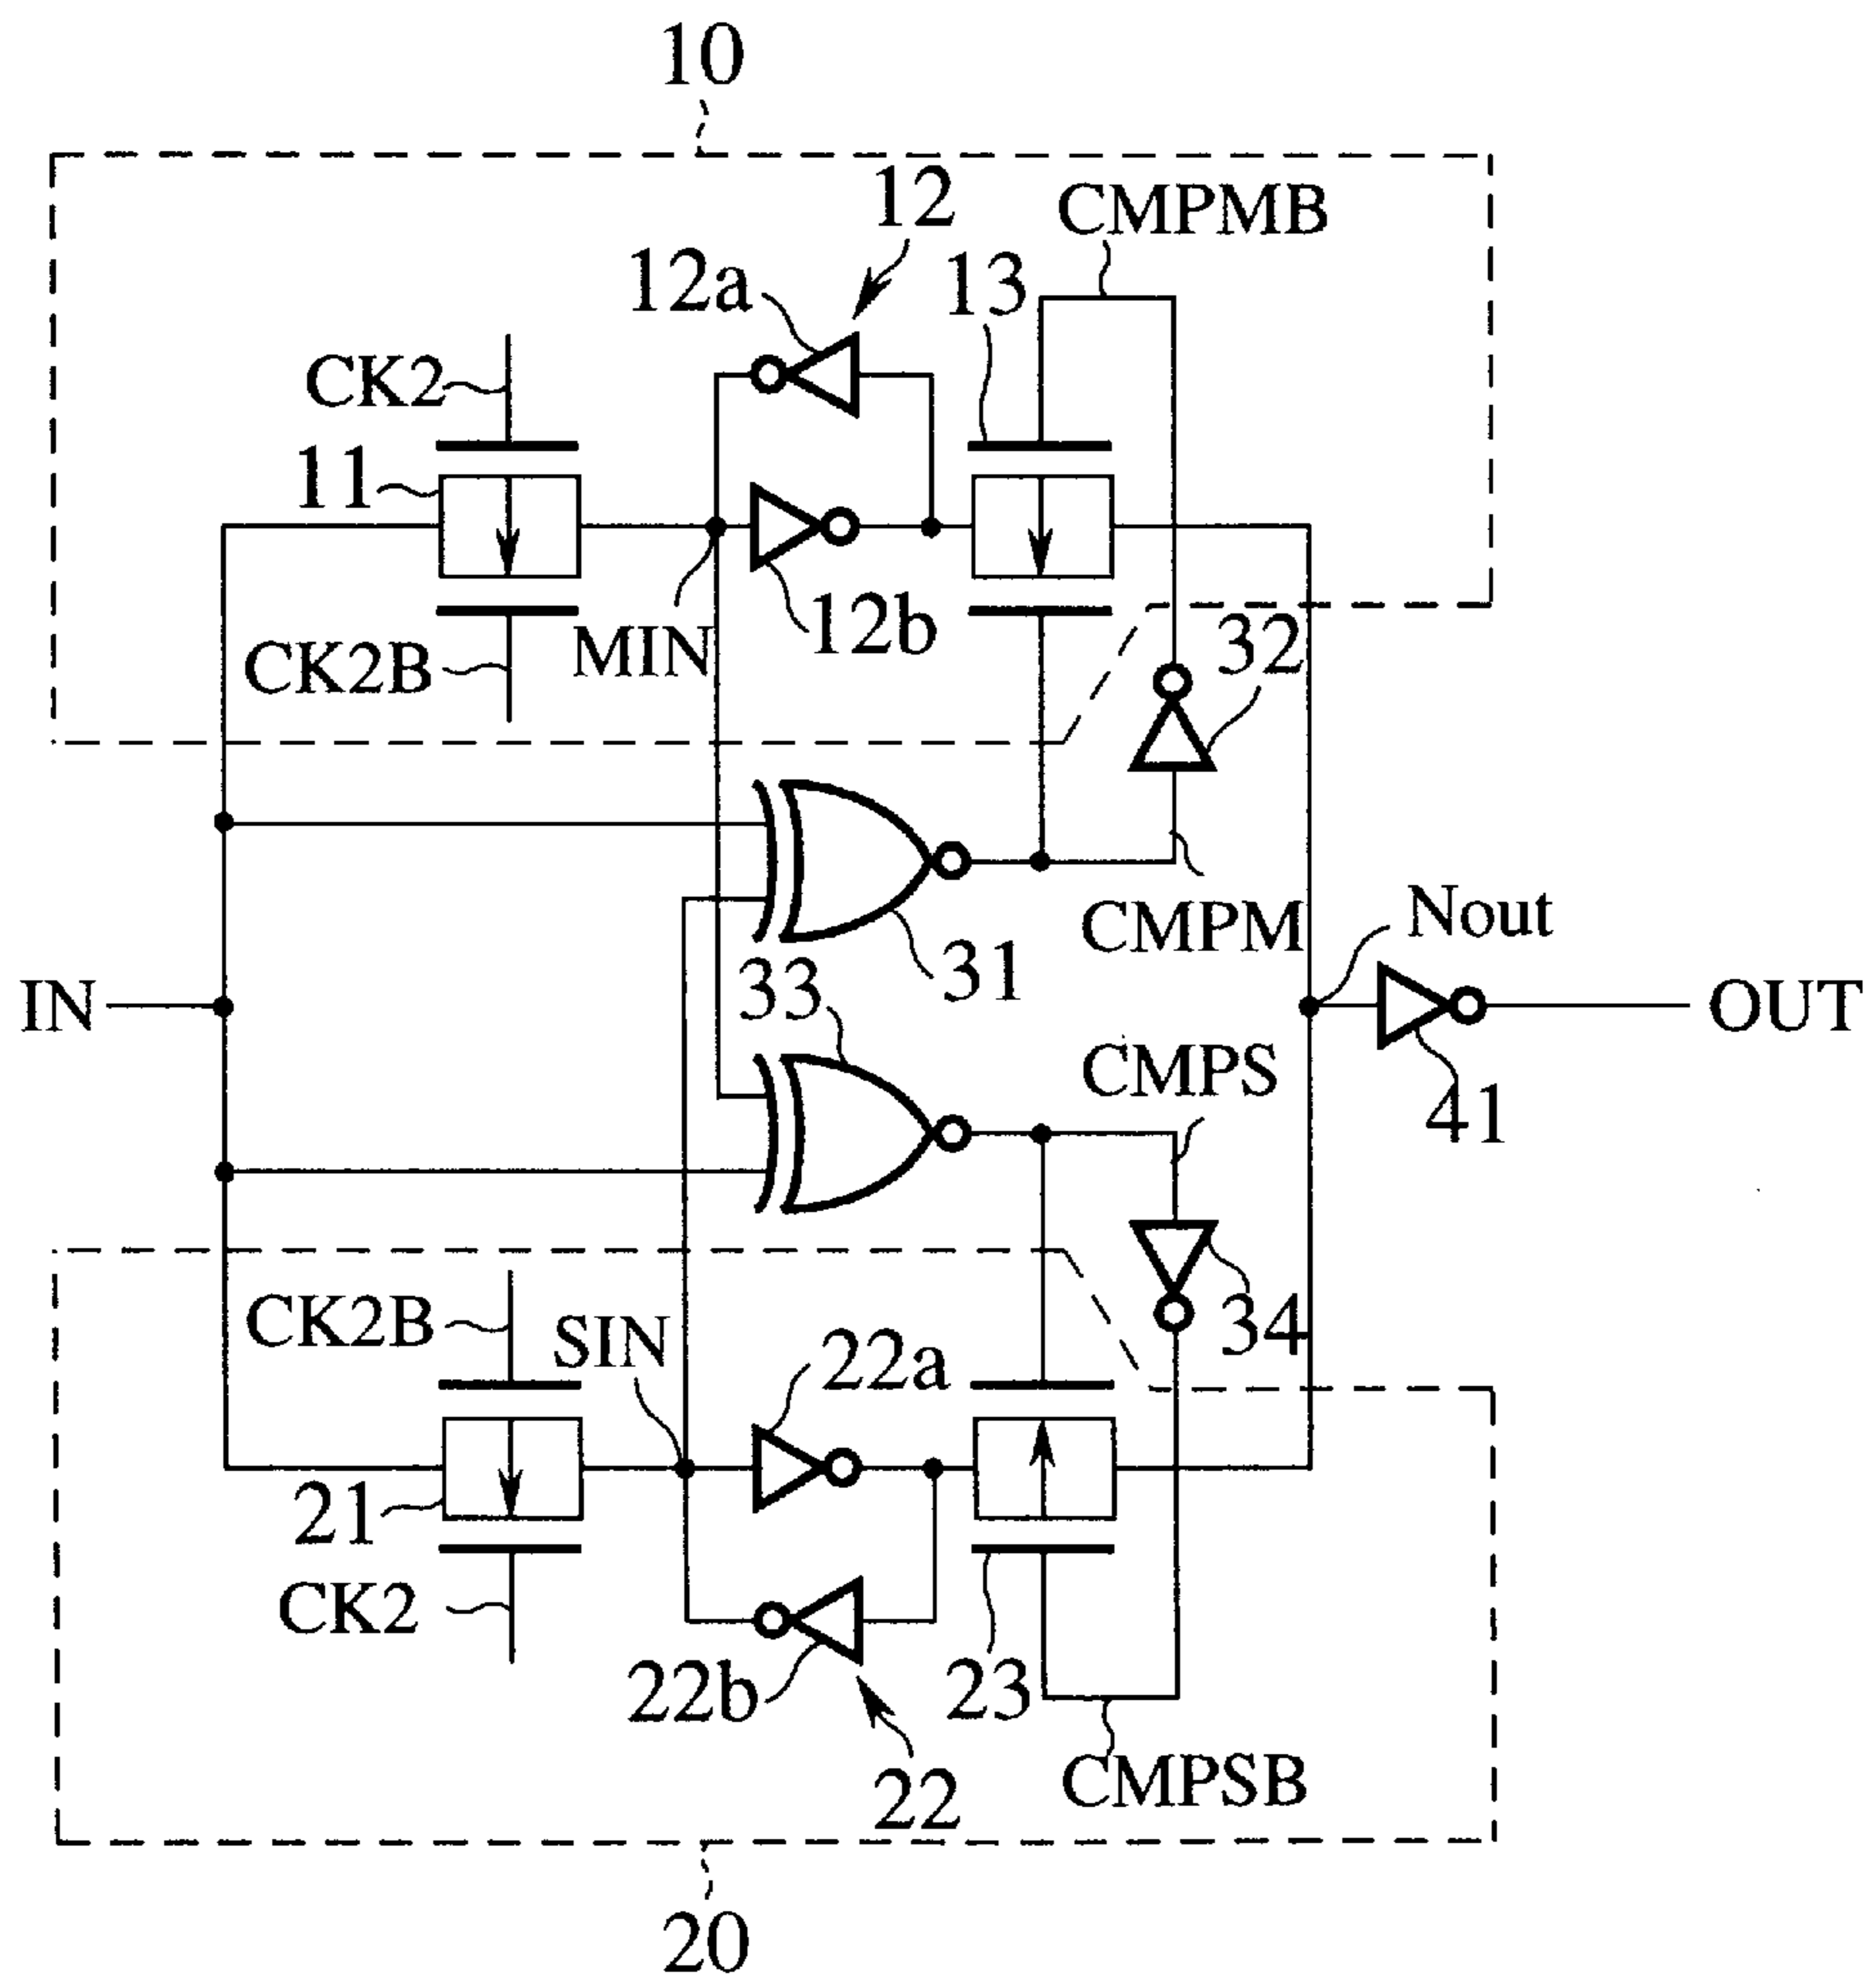 10
12
CMPMB
12a
13
CK2
11
12b
32
CK2B
MIN
CMPM
Nout
31
33
IN
OUT
CMPS
41
CK2B
SIN
22a
34
21
CK2
22b
23
CMPSB
22
20